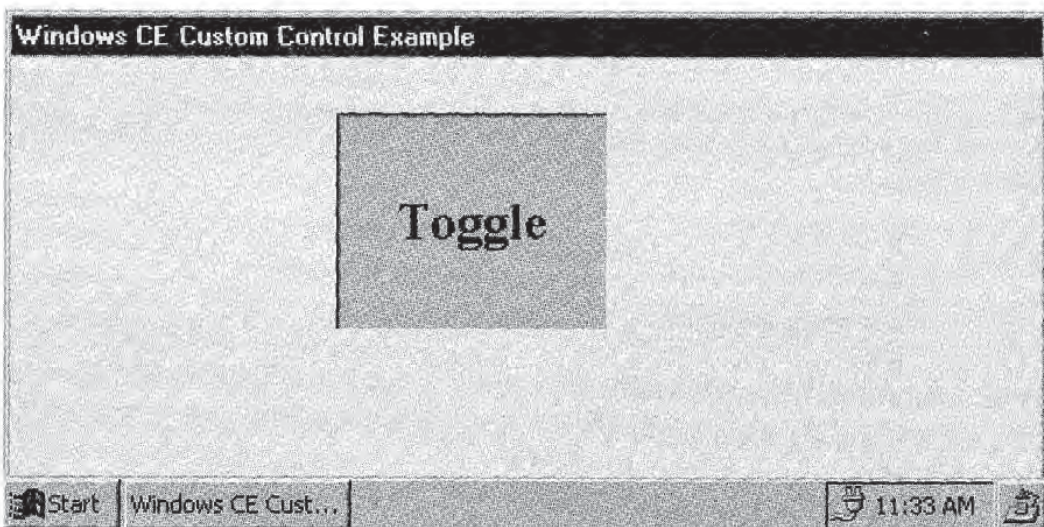 Windows CE Custom Control Example
Toggle
Start
Windows CE Cust...
11:33 AM